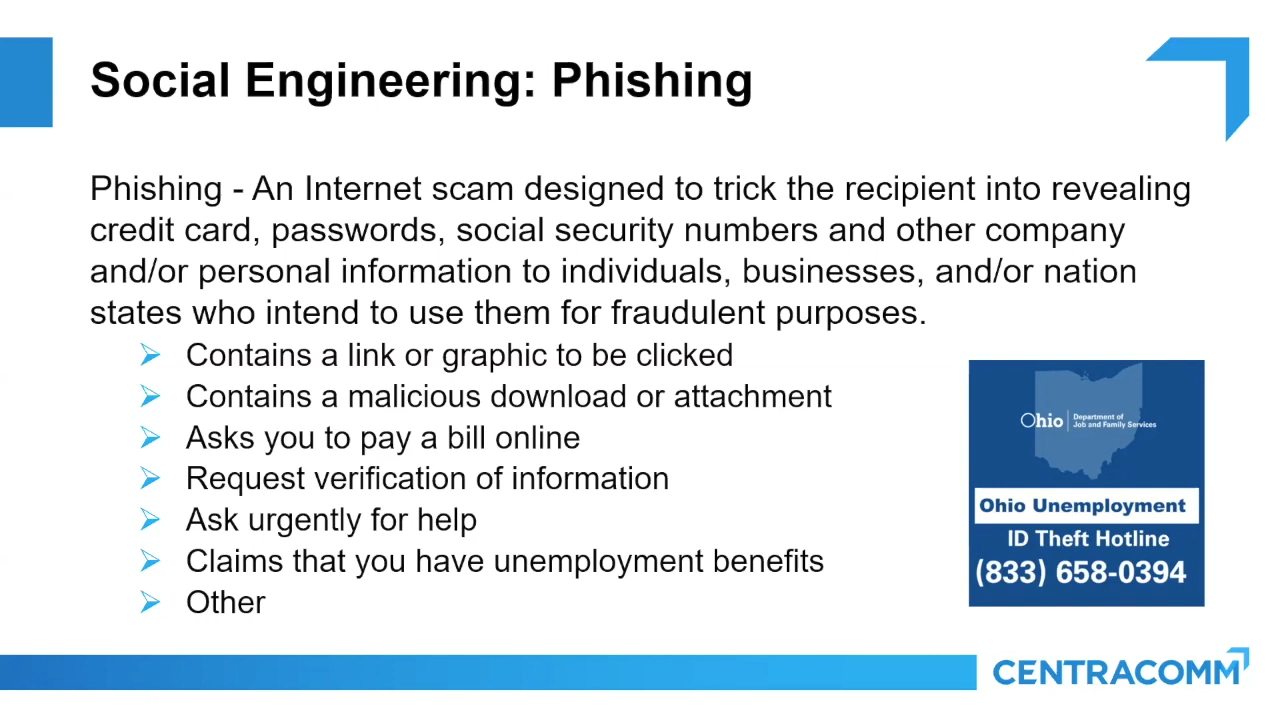 Social Engineering: Phishing
Phishing - An Internet scam designed to trick the recipient into revealing
credit card, passwords, social security numbers and other company
and/or personal information to individuals, businesses, and/or nation
states who intend to use them for fraudulent purposes.
Contains a link or graphic to be clicked
Contains a malicious download or attachment
Asks you to pay a bill online
Request verification of information
Ask urgently for help
Claims that you have unemployment benefits
Other
Ohio
Department of
Job and Family Services
Ohio Unemployment
ID Theft Hotline
(833) 658-0394
CENTRACOMM